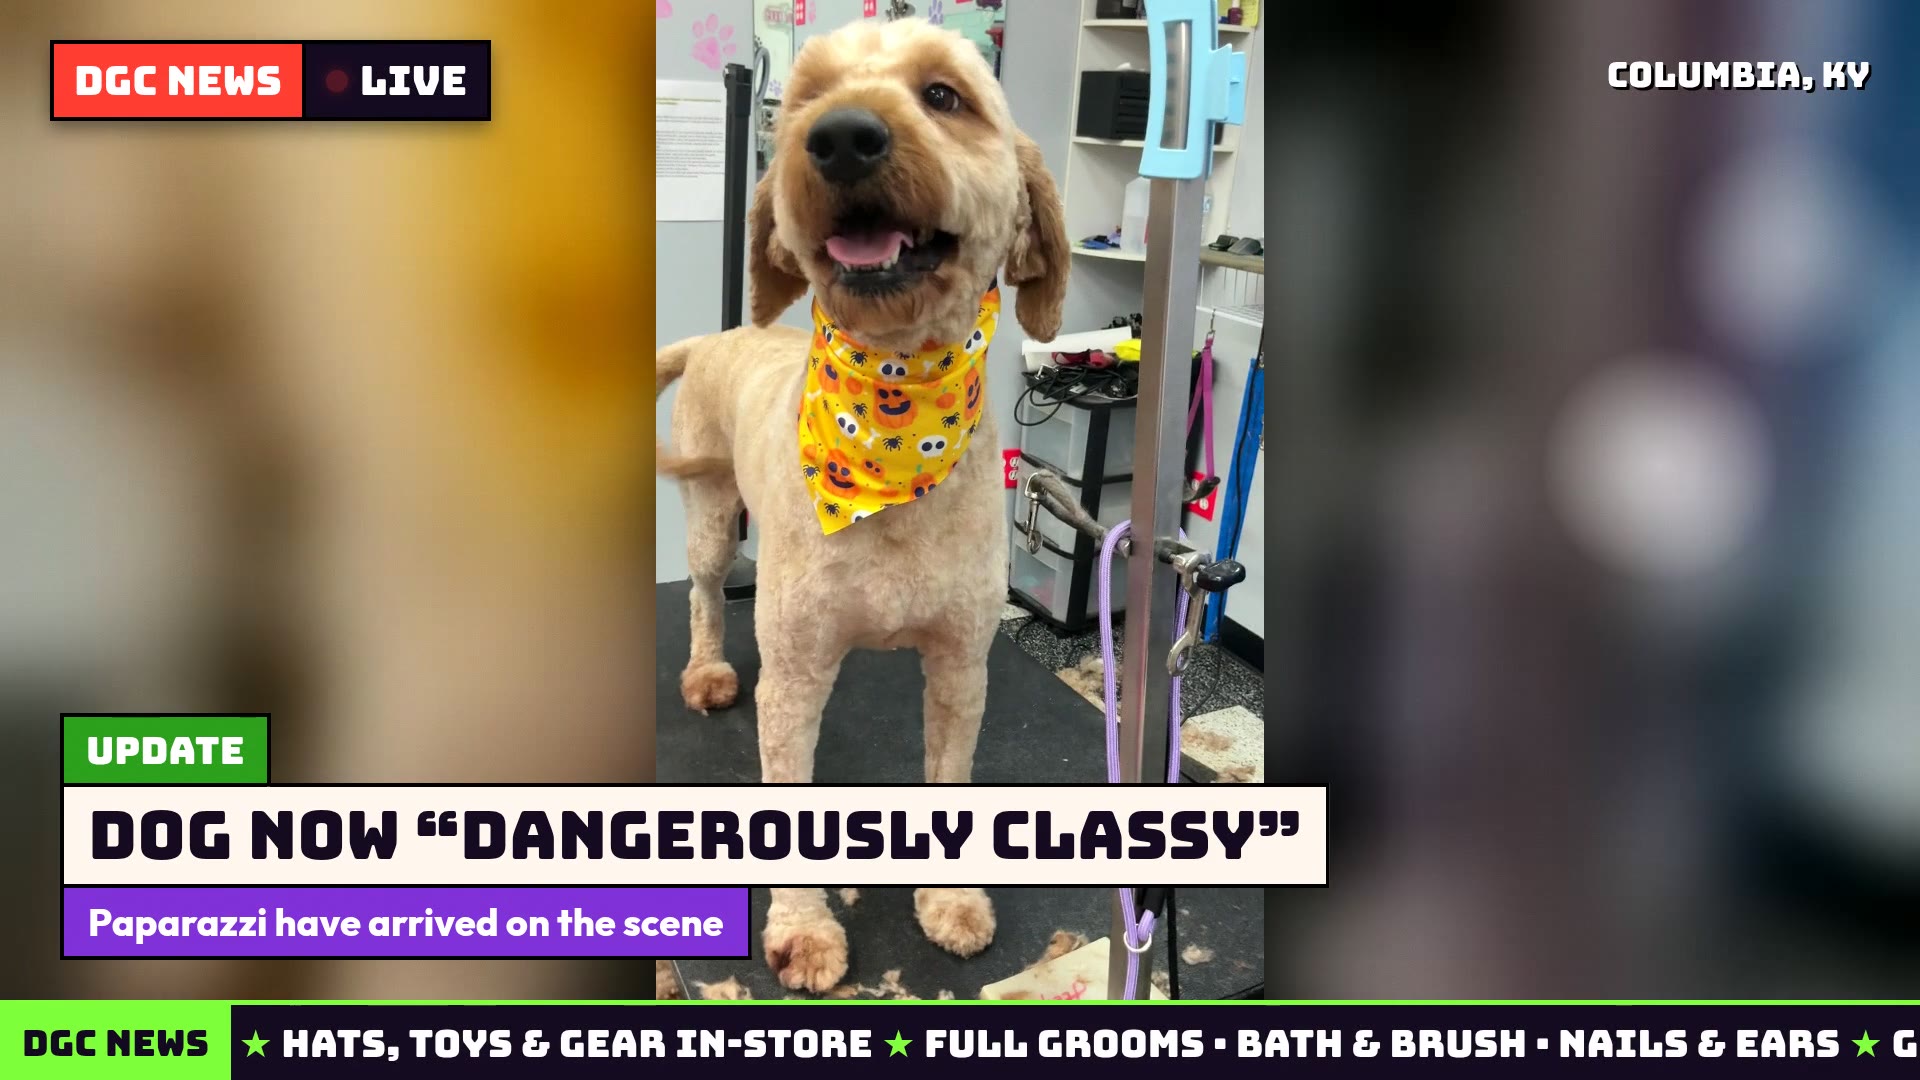 DGC NEWS
LIVE
COLUMBIA, KY
UPDATE
DOG NOW “DANGEROUSLY CLASSY”
Paparazzi have arrived on the scene
DGC NEWS ★ HATS, TOYS & GEAR IN-STORE ★ FULL GROOMS · BATH & BRUSH · NAILS & EARS ★ G